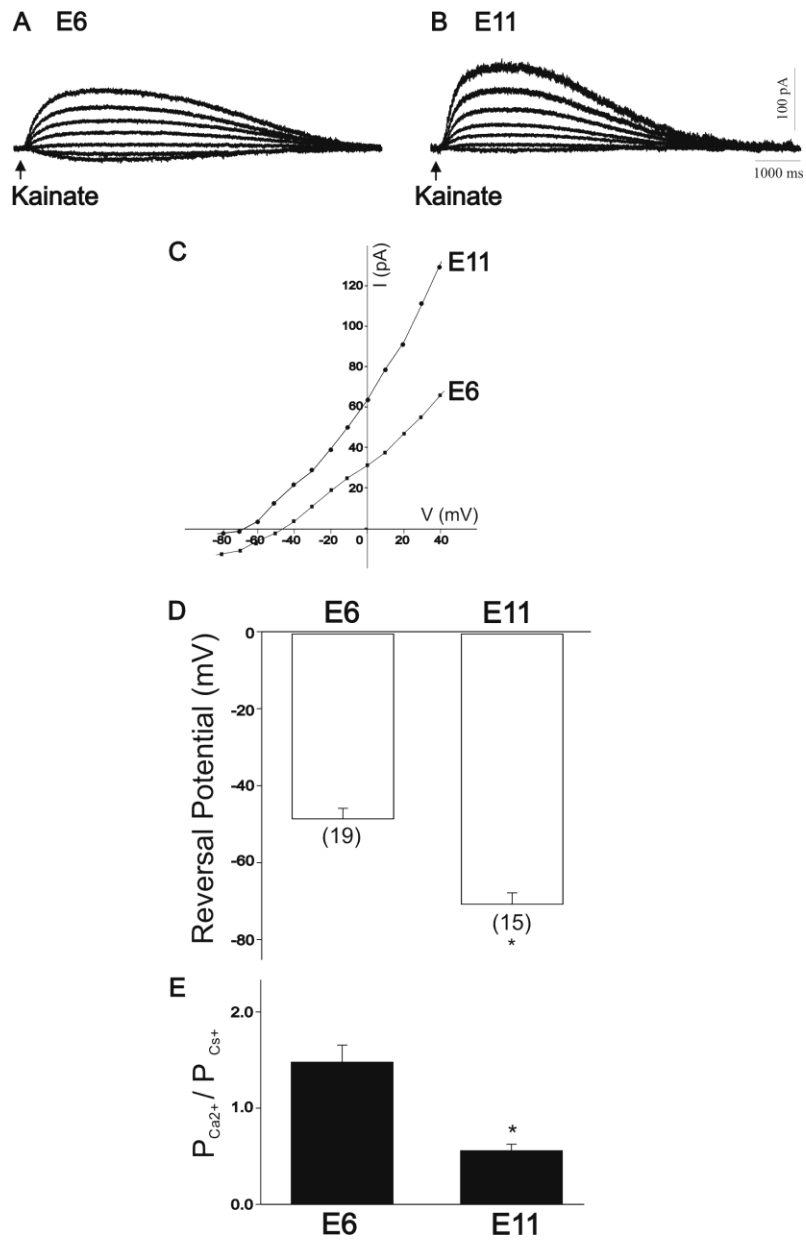 A E6
B E11
100 pA
1000 ms
Kainate
Kainate
C
I (pA)
E11
E6
120
100
80
60
40
20
V (mV)
-80 -60 -40 -20 0 20 40
D
E6 E11
Reversal Potential (mV)
0
-20
-40
-60
-80
(19)
(15)
*
E
P Ca2+ / P Cs+
2.0
1.0
0.0
*
E6 E11